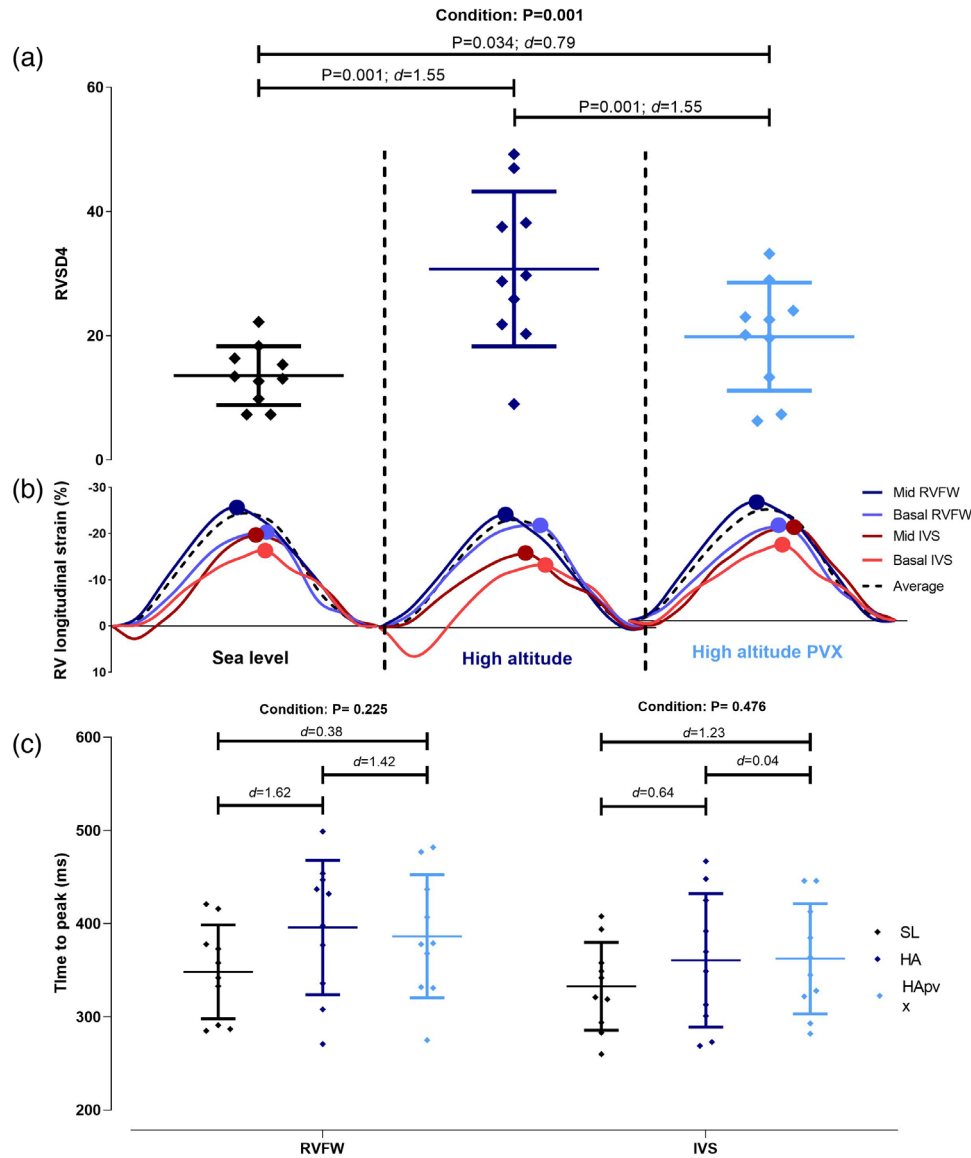 Condition: P=0.001
(a)
P=0.034; d=0.79
P=0.001; d=1.55
P=0.001; d=1.55
60
40
20
0
RVSD4
(b)
-30
-20
-10
0
10
RV longitudinal strain (%)
Mid RVFW
Basal RVFW
Mid IVS
Basal IVS
Average
Sea level
High altitude
High altitude PVX
Condition: P= 0.225
Condition: P= 0.476
(c)
d=0.38
d=1.42
d=1.62
d=1.23
d=0.04
d=0.64
600
500
400
300
200
Time to peak (ms)
SL
HA
HApv
x
RVFW
IVS